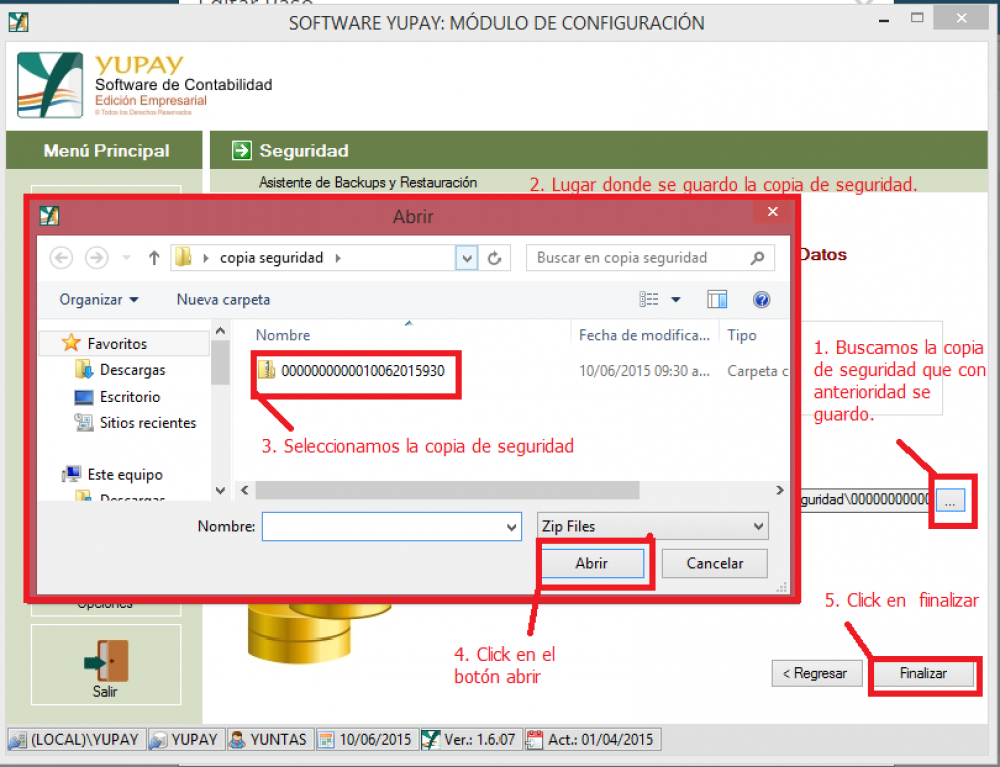 Editar Paso
SOFTWARE YUPAY: MÓDULO DE CONFIGURACIÓN
YUPAY
Software de Contabilidad
Edición Empresarial
© Todos los Derechos Reservados
Menú Principal
Seguridad
Asistente de Backups y Restauración
2. Lugar donde se guardo la copia de seguridad.
Abrir
Datos
copia seguridad
Buscar en copia seguridad
Organizar
Nueva carpeta
Nombre
Fecha de modifica...
Tipo
Favoritos
Descargas
Escritorio
Sitios recientes
Este equipo
Descargas
0000000000010062015930
10/06/2015 09:30 a...
Carpeta c
3. Seleccionamos la copia de seguridad
1. Buscamos la copia
de seguridad que con
anterioridad se
guardo.
guridad\00000000000
...
Nombre:
Zip Files
Abrir
Cancelar
Opciones
5. Click en finalizar
4. Click en el
botón abrir
< Regresar
Finalizar
Salir
(LOCAL)\YUPAY
YUPAY
YUNTAS
10/06/2015
Ver.: 1.6.07
Act.: 01/04/2015